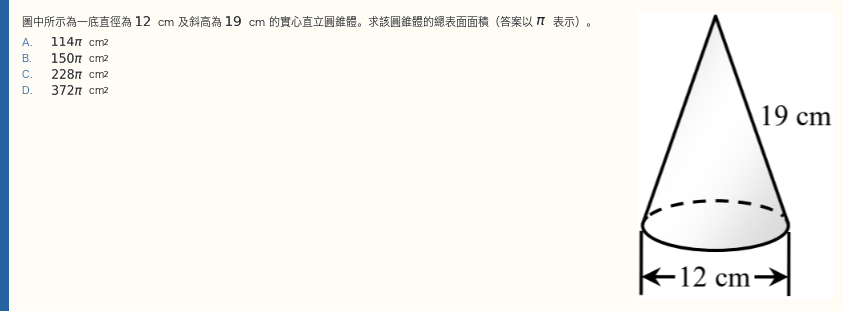 圖中所示為一底直徑為 12 cm 及斜高為 19 cm 的實心直立圓錐體。求該圓錐體的總表面面積（答案以 π 表示）。
A. 114π cm2
B. 150π cm2
C. 228π cm2
D. 372π cm2
19 cm
12 cm